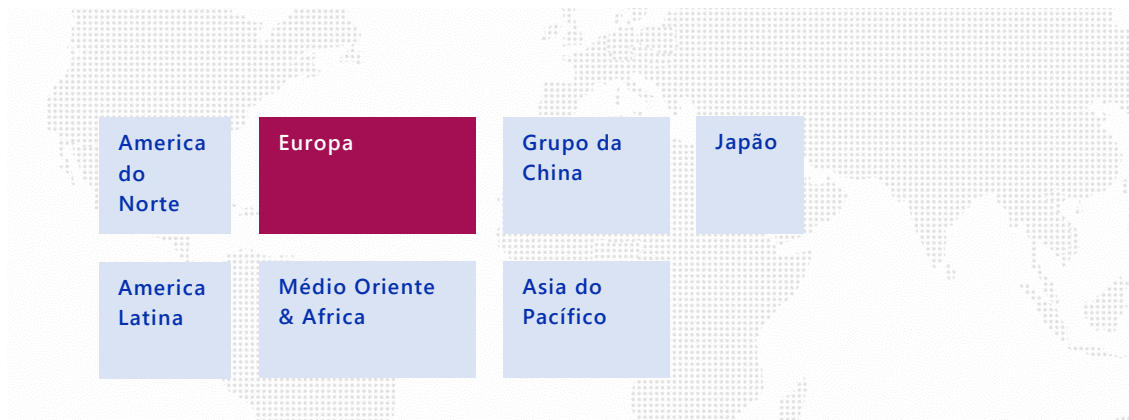 America
do
Norte
Europa
Grupo da
China
Japão
America
Latina
Médio Oriente
& Africa
Asia do
Pacífico